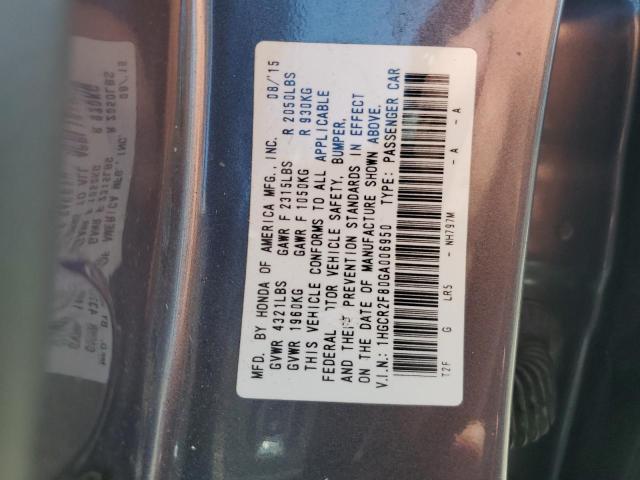 MFD. BY HONDA OF AMERICA MFG., INC. 08/'15
GVWR 4321LBS GAWR F 2315LBS R 2050LBS
GVWR 1960KG GAWR F 1050KG R 930KG
THIS VEHICLE CONFORMS TO ALL APPLICABLE
FEDERAL TOR VEHICLE SAFETY, BUMPER,
AND THEFT PREVENTION STANDARDS IN EFFECT
ON THE DATE OF MANUFACTURE SHOWN ABOVE.
V.I.N.: 1HGCR2F80GA006950 TYPE: PASSENGER CAR
T2F G LR5 - NH797M - A - A